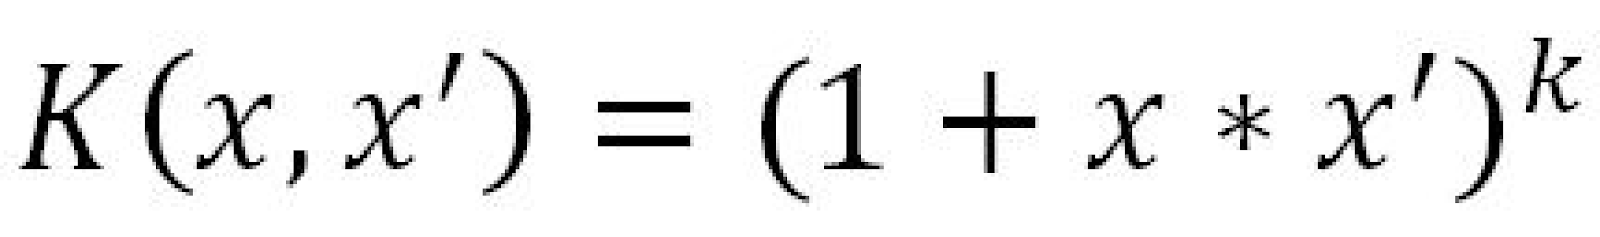 K(x, x′) = (1 + x * x′)^k